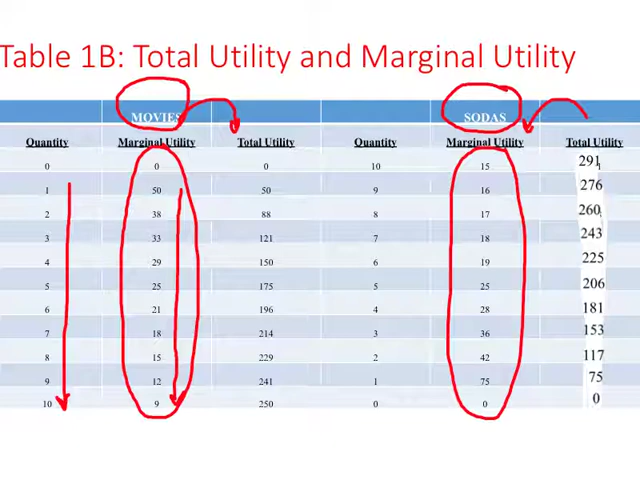 Table 1B: Total Utility and Marginal Utility
MOVIES SODAS
Quantity Marginal Utility Total Utility Quantity Marginal Utility Total Utility
0 0 0 10 15 291
1 50 50 9 16 276
2 38 88 8 17 260
3 33 121 7 18 243
4 29 150 6 19 225
5 25 175 5 25 206
6 21 196 4 28 181
7 18 214 3 36 153
8 15 229 2 42 117
9 12 241 1 75 75
10 9 250 0 0 0